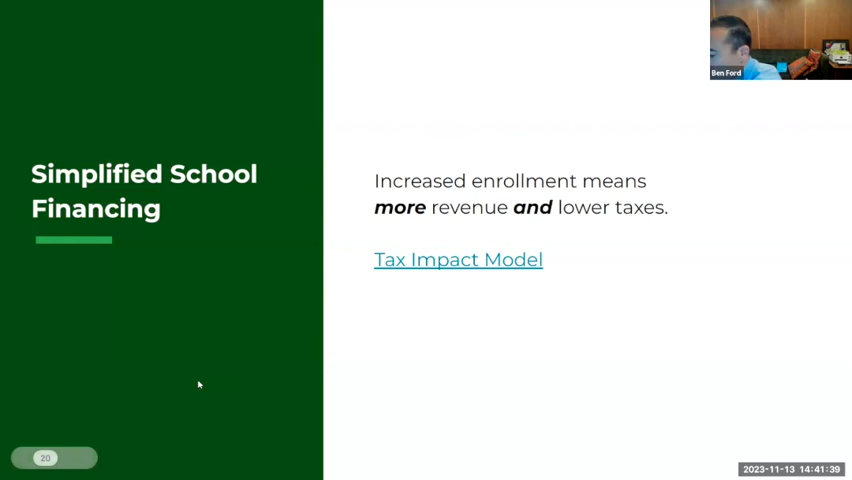 Ben Ford
Simplified School
Financing
Increased enrollment means
more revenue and lower taxes.
Tax Impact Model
20
2023-11-13 14:41:39